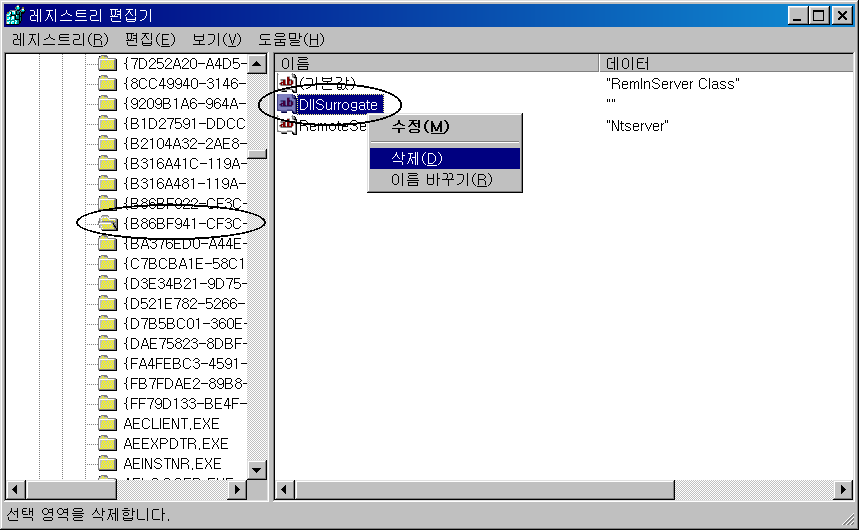 레지스트리 편집기
레지스트리(R) 편집(E) 보기(V) 도움말(H)
{7D252A20-A4D5-
{8CC49940-3146-
{9209B1A6-964A-
{B1D27591-DDCC
{B2104A32-2AE8-
{B316A41C-119A-
{B316A481-119A-
{B86BF922-CF3C-
{B86BF941-CF3C-
{BA376ED0-A44E-
{C7BCBA1E-58C1
{D3E34B21-9D75-
{D521E782-5266-
{D7B5BC01-360E-
{DAE75823-8DBF-
{FA4FEBC3-4591-
{FB7FDAE2-89B8-
{FF79D133-BE4F-
AECLIENT.EXE
AEEXPDTR.EXE
AEINSTNR.EXE
이름 데이터
ab (기본값) "RemInServer Class"
ab DllSurrogate ""
ab RemoteSe "Ntserver"
수정(M)
삭제(D)
이름 바꾸기(R)
선택 영역을 삭제합니다.